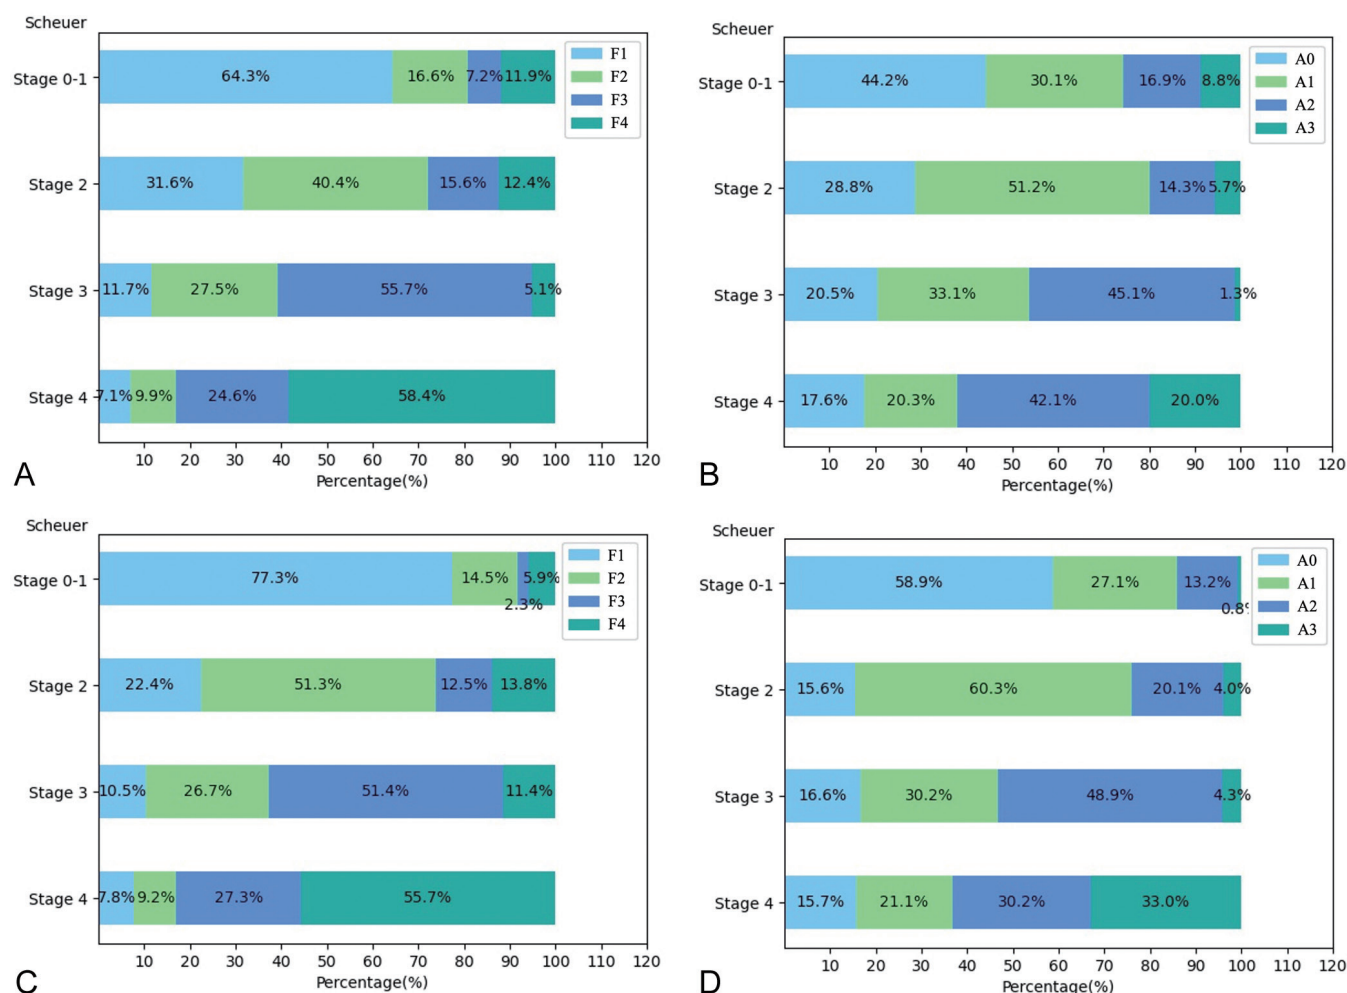 Scheuer
Stage 0-1
64.3% 16.6% 7.2% 11.9%
F1
F2
F3
F4
Stage 2
31.6% 40.4% 15.6% 12.4%
Stage 3
11.7% 27.5% 55.7% 5.1%
Stage 4
7.1% 9.9% 24.6% 58.4%
10 20 30 40 50 60 70 80 90 100 110 120
Percentage(%)
A
Scheuer
Stage 0-1
44.2% 30.1% 16.9% 8.8%
A0
A1
A2
A3
Stage 2
28.8% 51.2% 14.3% 5.7%
Stage 3
20.5% 33.1% 45.1% 1.3%
Stage 4
17.6% 20.3% 42.1% 20.0%
10 20 30 40 50 60 70 80 90 100 110 120
Percentage(%)
B
Scheuer
Stage 0-1
77.3% 14.5% 5.9%
2.3%
F1
F2
F3
F4
Stage 2
22.4% 51.3% 12.5% 13.8%
Stage 3
10.5% 26.7% 51.4% 11.4%
Stage 4
7.8% 9.2% 27.3% 55.7%
10 20 30 40 50 60 70 80 90 100 110 120
Percentage(%)
C
Scheuer
Stage 0-1
58.9% 27.1% 13.2%
0.8%
A0
A1
A2
A3
Stage 2
15.6% 60.3% 20.1% 4.0%
Stage 3
16.6% 30.2% 48.9% 4.3%
Stage 4
15.7% 21.1% 30.2% 33.0%
10 20 30 40 50 60 70 80 90 100 110 120
Percentage(%)
D